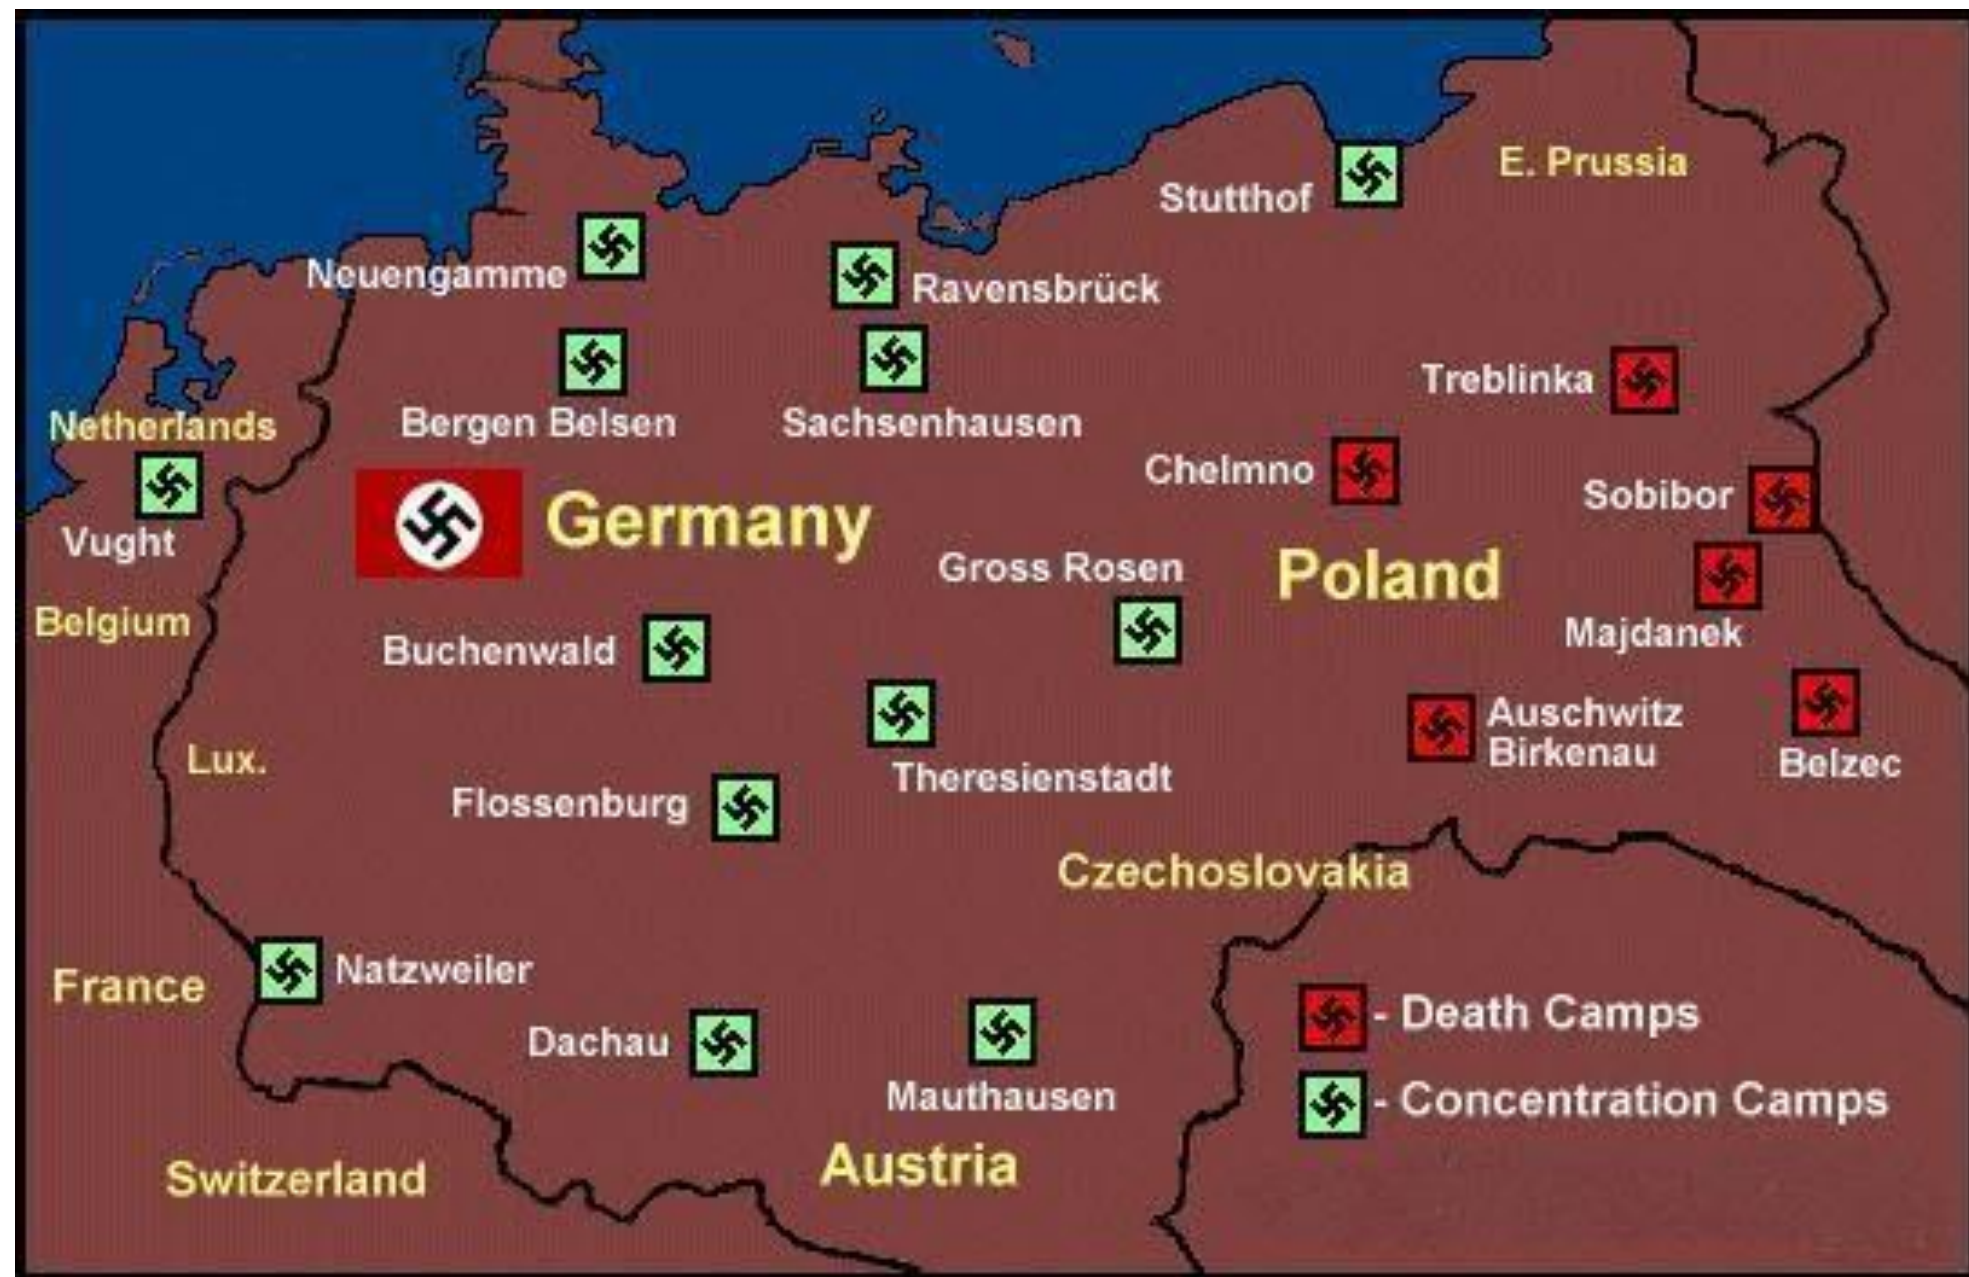 E. Prussia
Stutthof
Neuengamme
Ravensbrück
Treblinka
Netherlands
Bergen Belsen
Sachsenhausen
Chelmno
Sobibor
Germany
Vught
Gross Rosen
Poland
Belgium
Majdanek
Buchenwald
Auschwitz
Birkenau
Lux.
Belzec
Theresienstadt
Flossenburg
Czechoslovakia
Natzweiler
France
- Death Camps
Dachau
Mauthausen
- Concentration Camps
Austria
Switzerland